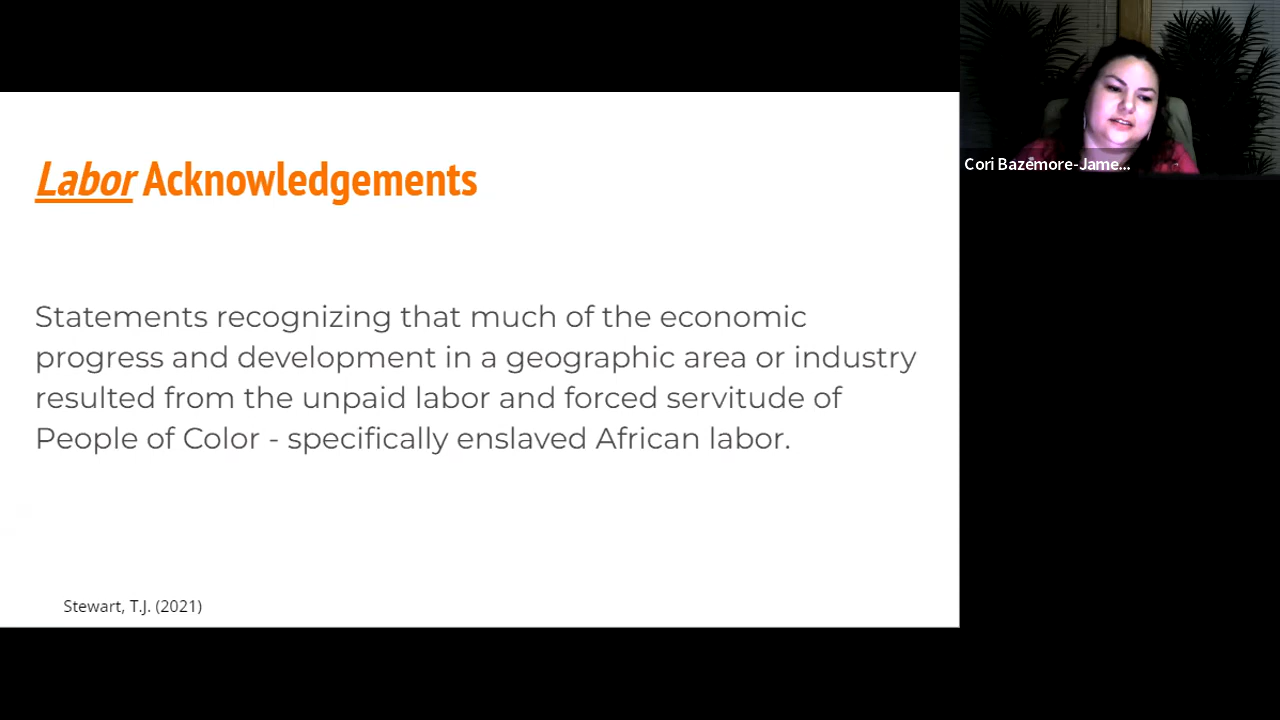 Labor Acknowledgements
Statements recognizing that much of the economic
progress and development in a geographic area or industry
resulted from the unpaid labor and forced servitude of
People of Color - specifically enslaved African labor.
Stewart, T.J. (2021)
Cori Bazemore-Jame...